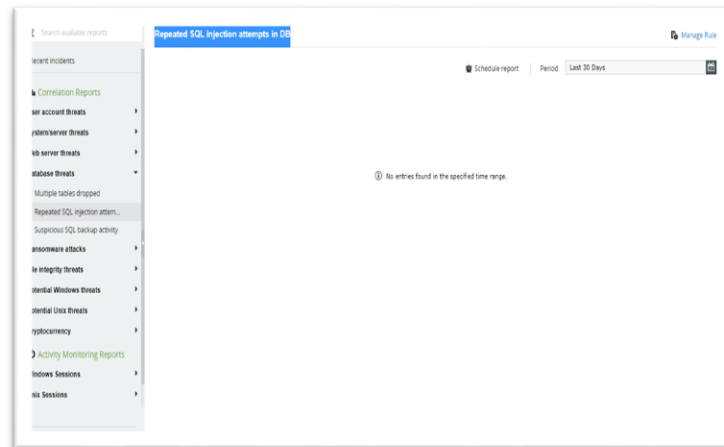 Search available reports
Recent incidents
Correlation Reports
ser account threats
ystem/server threats
eb server threats
atabase threats
Multiple tables dropped
Repeated SQL injection attem...
Suspicious SQL backup activity
ansomware attacks
le integrity threats
otential Windows threats
otential Unix threats
ryptocurrency
Activity Monitoring Reports
indows Sessions
nix Sessions
Repeated SQL injection attempts in DB
Manage Rule
Schedule report Period Last 30 Days
No entries found in the specified time range.